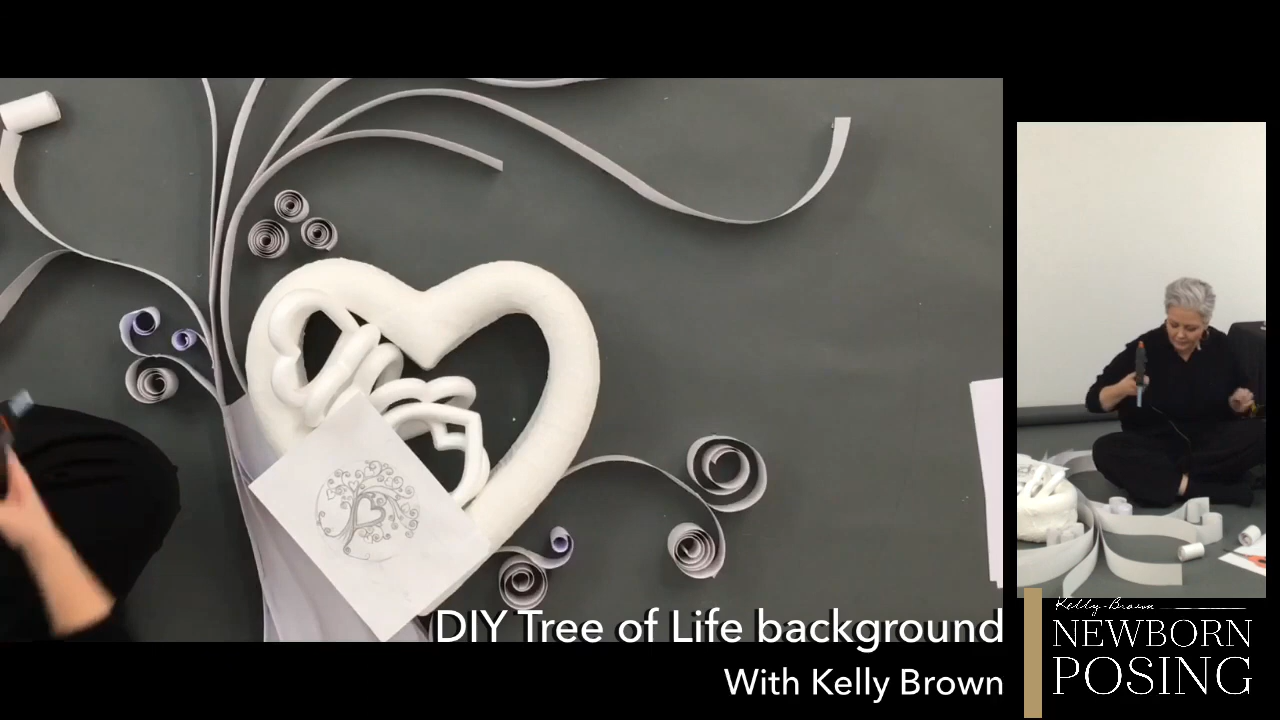 DIY Tree of Life background
With Kelly Brown
Kelly Brown
NEWBORN
POSING